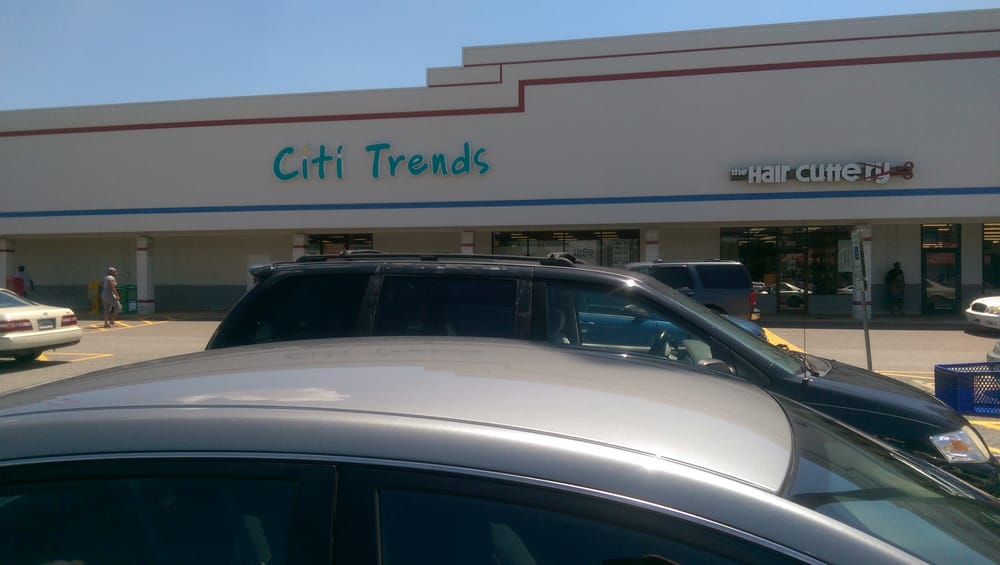 Citi Trends
the Hair Cuttery